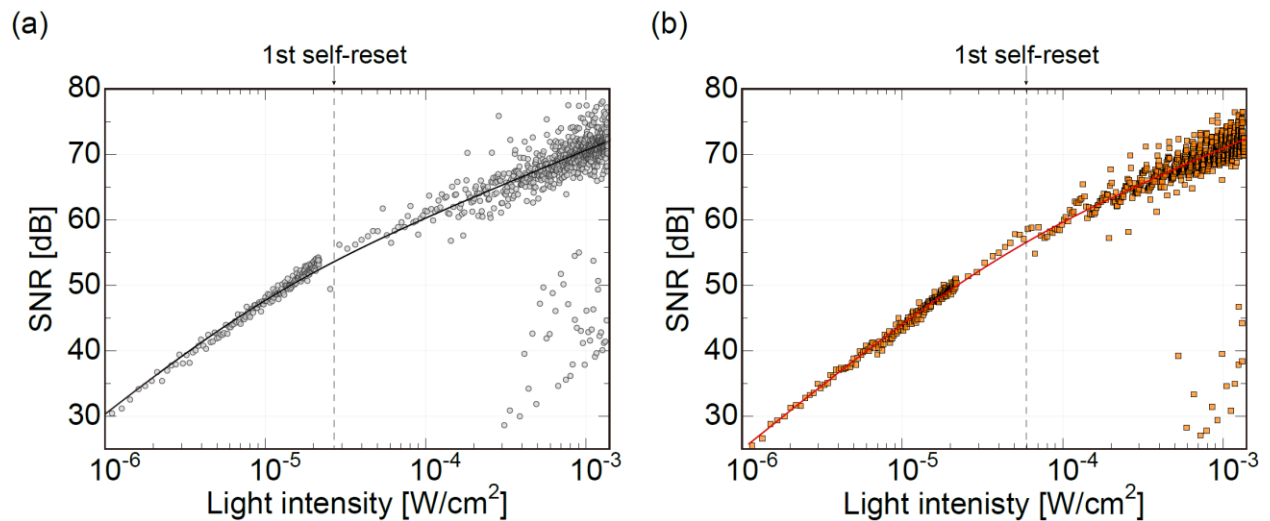 (a)
1st self-reset
80
70
60
50
40
30
SNR [dB]
10⁻⁶ 10⁻⁵ 10⁻⁴ 10⁻³
Light intensity [W/cm²]
(b)
1st self-reset
80
70
60
50
40
30
SNR [dB]
10⁻⁶ 10⁻⁵ 10⁻⁴ 10⁻³
Light intenisty [W/cm²]